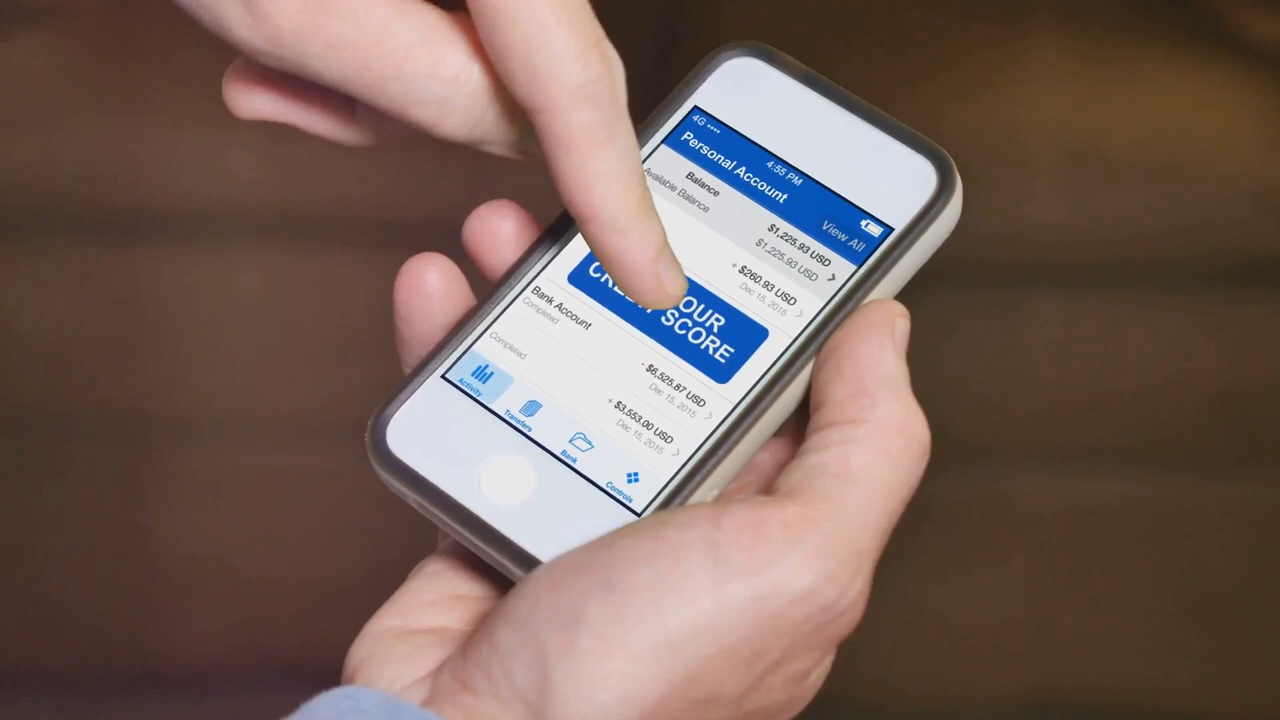 4G
4:55 PM
Personal Account
View All
Balance
$1,225.93 USD
Available Balance
$1,225.93 USD
+ $260.93 USD
Dec 15, 2015
OUR
SCORE
Bank Account
- $6,525.87 USD
Completed
Dec 15, 2015
+ $3,553.00 USD
Completed
Dec 15, 2015
Activity
Transfers
Bank
Controls